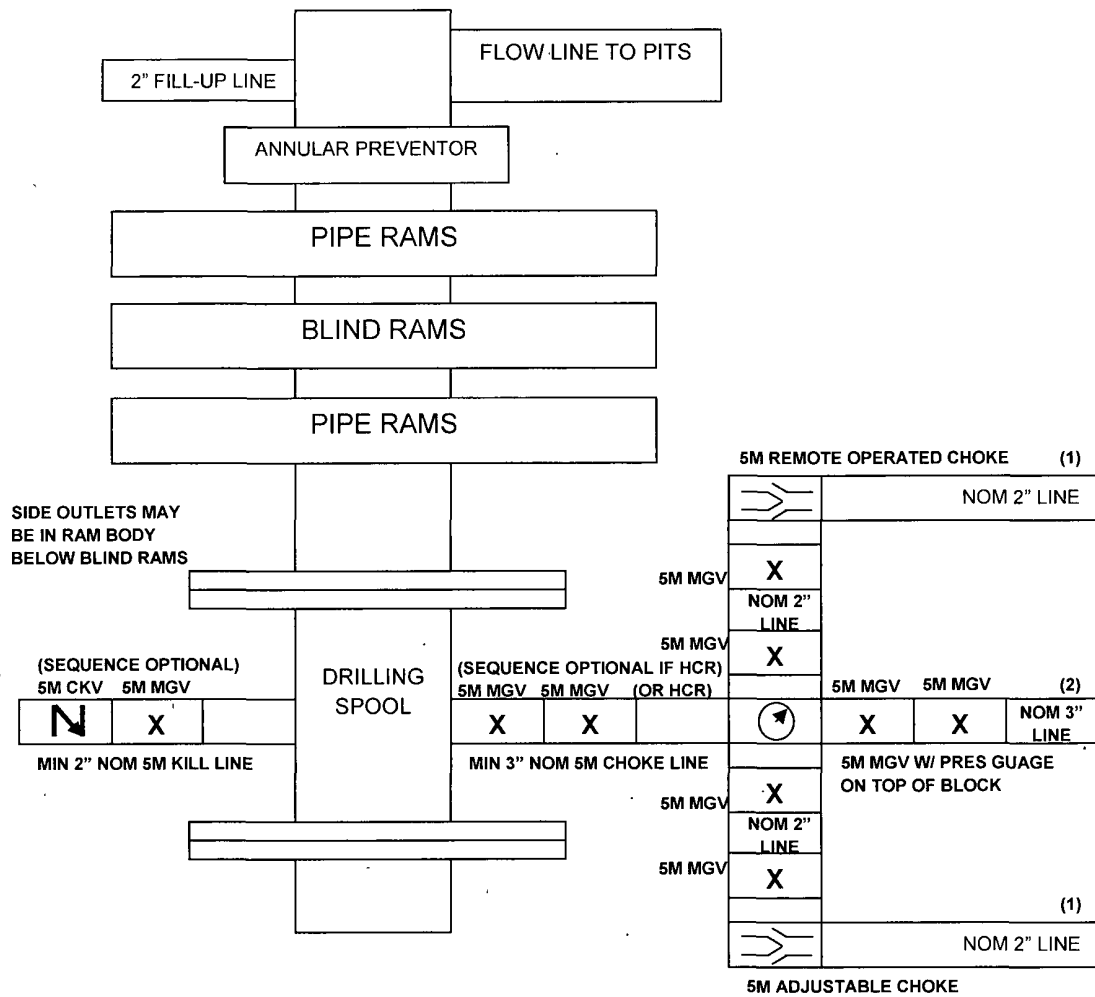 FLOW LINE TO PITS
2" FILL-UP LINE
ANNULAR PREVENTOR
PIPE RAMS
BLIND RAMS
PIPE RAMS
5M REMOTE OPERATED CHOKE (1)
NOM 2" LINE
SIDE OUTLETS MAY
BE IN RAM BODY
BELOW BLIND RAMS
5M MGV
X
NOM 2"
LINE
5M MGV
X
(SEQUENCE OPTIONAL)
5M CKV 5M MGV
X
MIN 2" NOM 5M KILL LINE
DRILLING
SPOOL
(SEQUENCE OPTIONAL IF HCR)
5M MGV 5M MGV (OR HCR)
X X
MIN 3" NOM 5M CHOKE LINE
5M MGV 5M MGV (2)
X X
NOM 3"
LINE
5M MGV W/ PRES GUAGE
ON TOP OF BLOCK
5M MGV
X
NOM 2"
LINE
5M MGV
X
(1)
NOM 2" LINE
5M ADJUSTABLE CHOKE